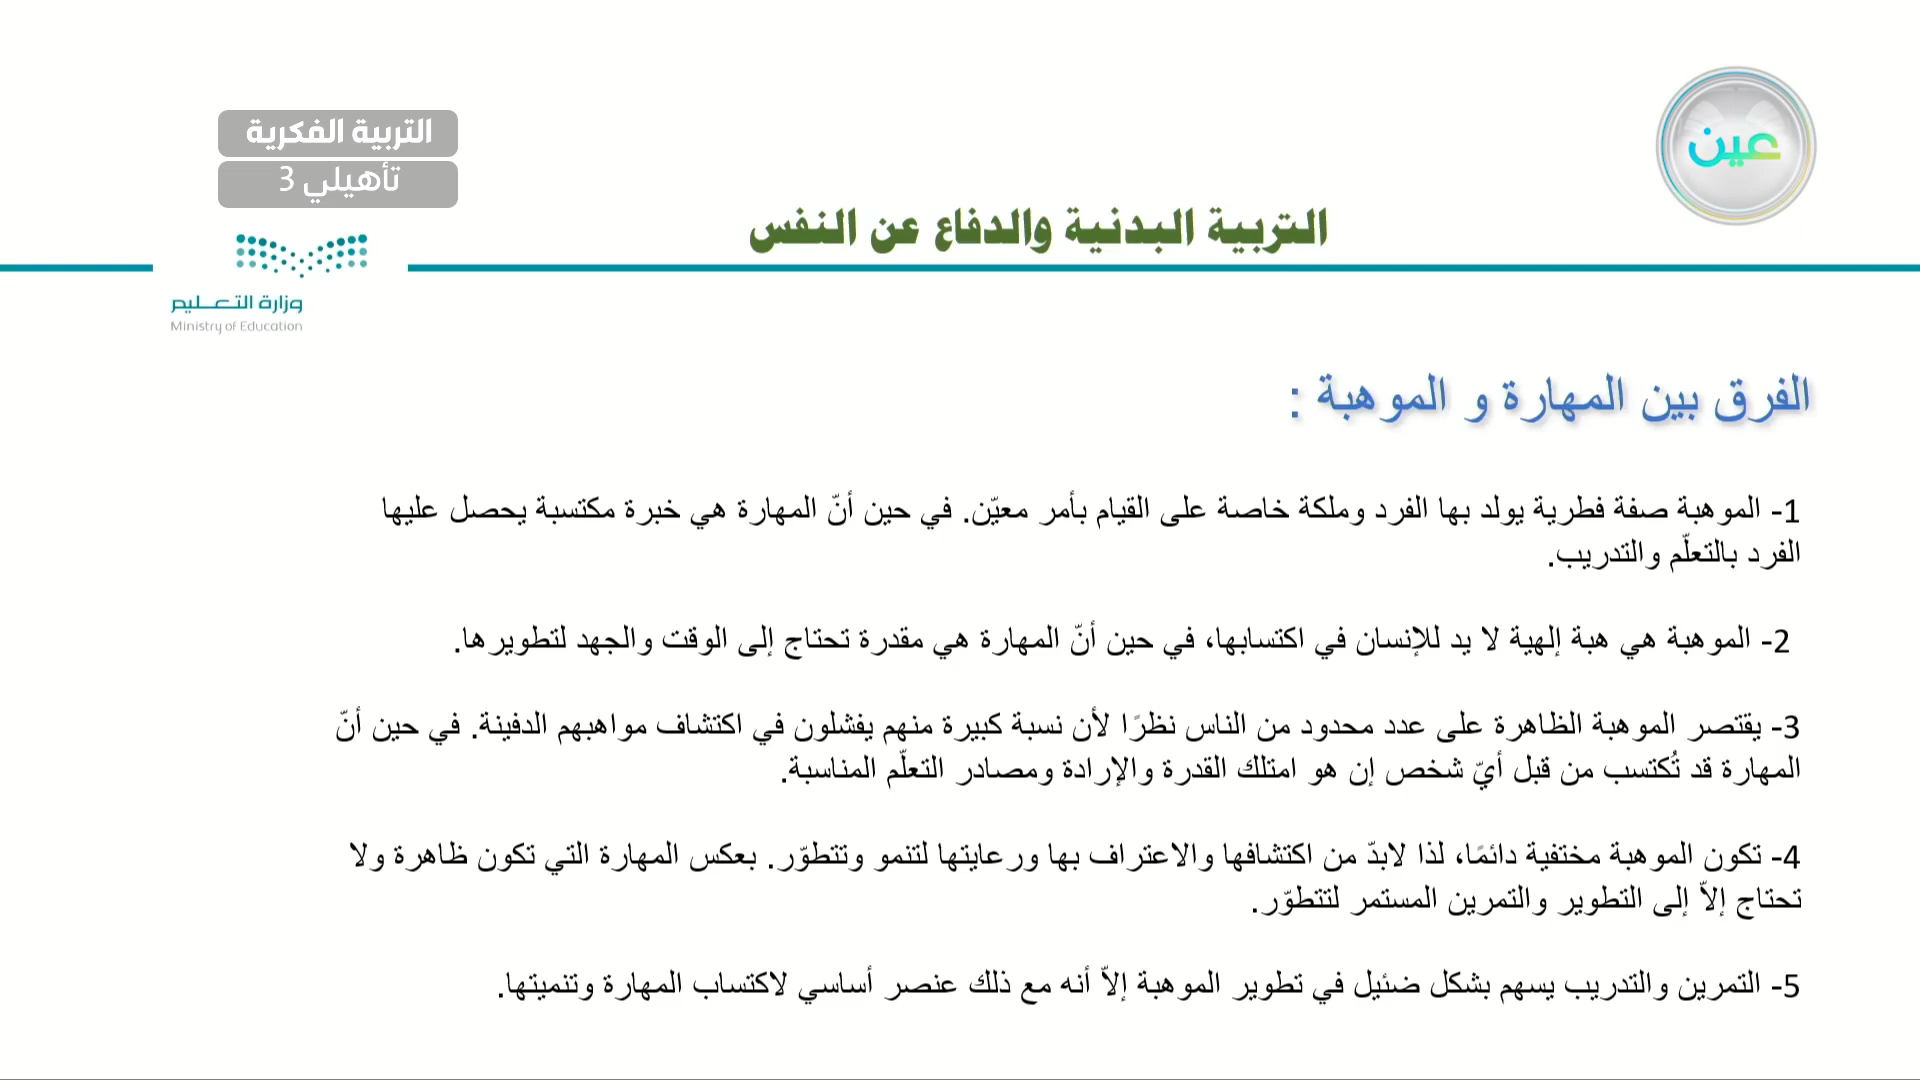 عين
التربية الفكرية
تأهيلي 3
التربية البدنية والدفاع عن النفس
وزارة التعليم
Ministry of Education
الفرق بين المهارة و الموهبة :
1- الموهبة صفة فطرية يولد بها الفرد وملكة خاصة على القيام بأمر معيّن. في حين أنّ المهارة هي خبرة مكتسبة يحصل عليها
الفرد بالتعلّم والتدريب.
2- الموهبة هي هبة إلهية لا يد للإنسان في اكتسابها، في حين أنّ المهارة هي مقدرة تحتاج إلى الوقت والجهد لتطويرها.
3- يقتصر الموهبة الظاهرة على عدد محدود من الناس نظرًا لأن نسبة كبيرة منهم يفشلون في اكتشاف مواهبهم الدفينة. في حين أنّ
المهارة قد تُكتسب من قبل أيّ شخص إن هو امتلك القدرة والإرادة ومصادر التعلّم المناسبة.
4- تكون الموهبة مختفية دائمًا، لذا لابدّ من اكتشافها والاعتراف بها ورعايتها لتنمو وتتطوّر. بعكس المهارة التي تكون ظاهرة ولا
تحتاج إلاّ إلى التطوير والتمرين المستمر لتتطوّر.
5- التمرين والتدريب يسهم بشكل ضئيل في تطوير الموهبة إلاّ أنه مع ذلك عنصر أساسي لاكتساب المهارة وتنميتها.